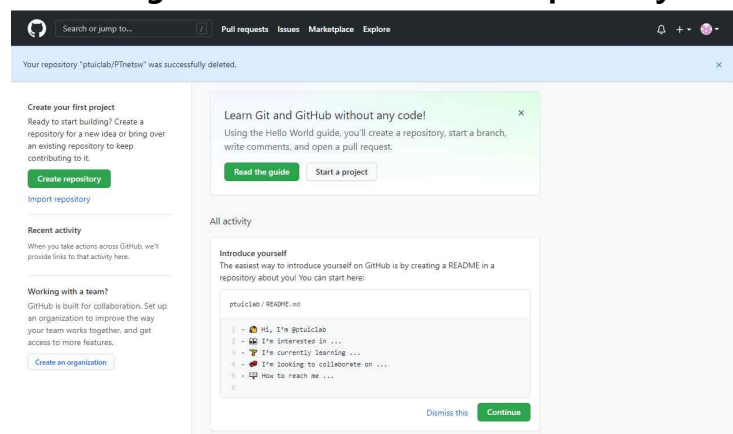 Search or jump to...
/
Pull requests Issues Marketplace Explore
Your repository "ptuiclab/PTnetsw" was successfully deleted.
Create your first project
Ready to start building? Create a
repository for a new idea or bring over
an existing repository to keep
contributing to it.
Create repository
Import repository
Recent activity
When you take actions across GitHub, we'll
provide links to that activity here.
Working with a team?
GitHub is built for collaboration. Set up
an organization to improve the way
your team works together, and get
access to more features.
Create an organization
Learn Git and GitHub without any code!
Using the Hello World guide, you'll create a repository, start a branch,
write comments, and open a pull request.
Read the guide Start a project
All activity
Introduce yourself
The easiest way to introduce yourself on GitHub is by creating a README in a
repository about you! You can start here:
ptuiclab / README.md
1 - 👋 Hi, I'm @ptuiclab
2 - 👀 I'm interested in ...
3 - 🌱 I'm currently learning ...
4 - 💞️ I'm looking to collaborate on ...
5 - 📫 How to reach me ...
6
Dismiss this Continue